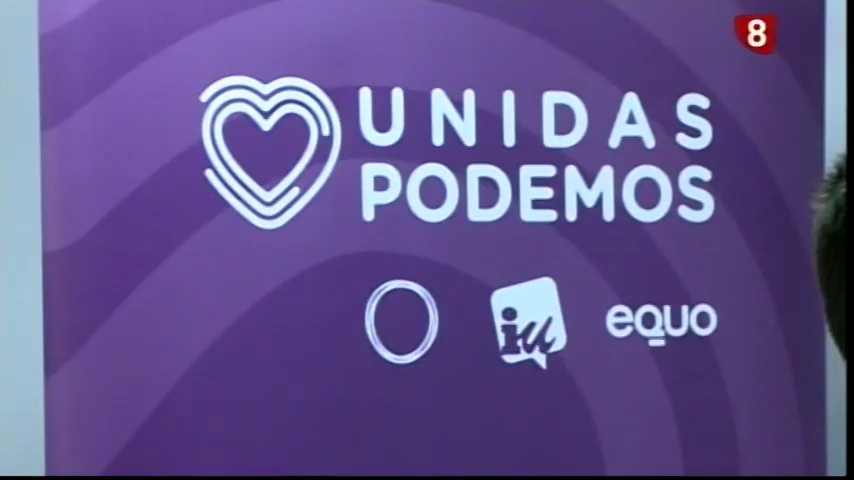 8
UNIDAS
PODEMOS
iu
equo